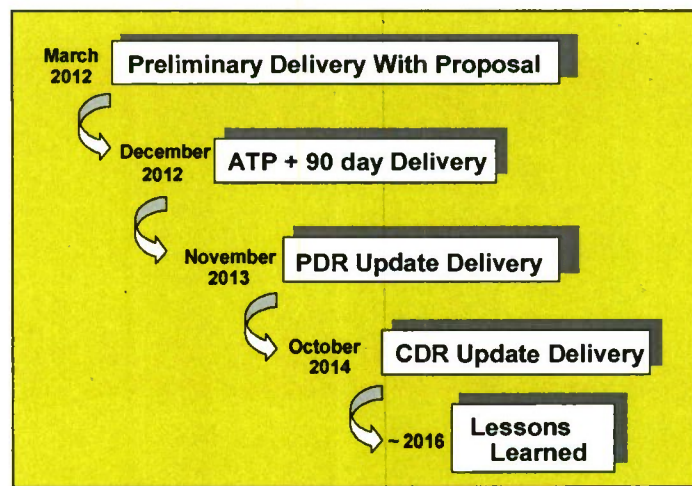 March
2012
Preliminary Delivery With Proposal
December
2012
ATP + 90 day Delivery
November
2013
PDR Update Delivery
October
2014
CDR Update Delivery
~ 2016
Lessons
Learned